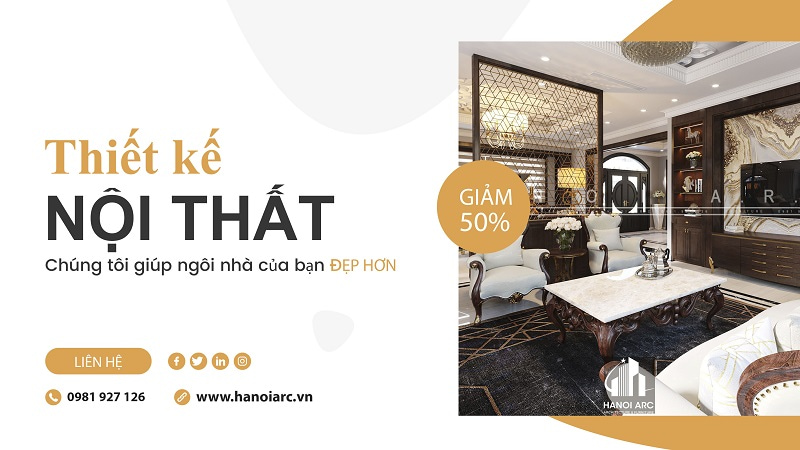 Thiết kế
NỘI THẤT
Chúng tôi giúp ngôi nhà của bạn ĐẸP HƠN
GIẢM
50%
LIÊN HỆ
0981 927 126
www.hanoiarc.vn
HANOI ARC